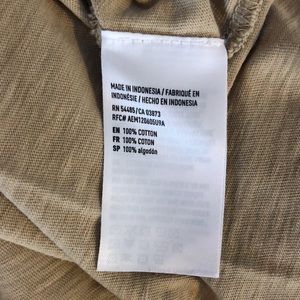 MADE IN INDONESIA / FABRIQUÉ EN
INDONÉSIE / HECHO EN INDONESIA
RN 54485/CA 03873
RFC# AEM120605U9A
EN 100% COTTON
FR 100% COTON
SP 100% algodón